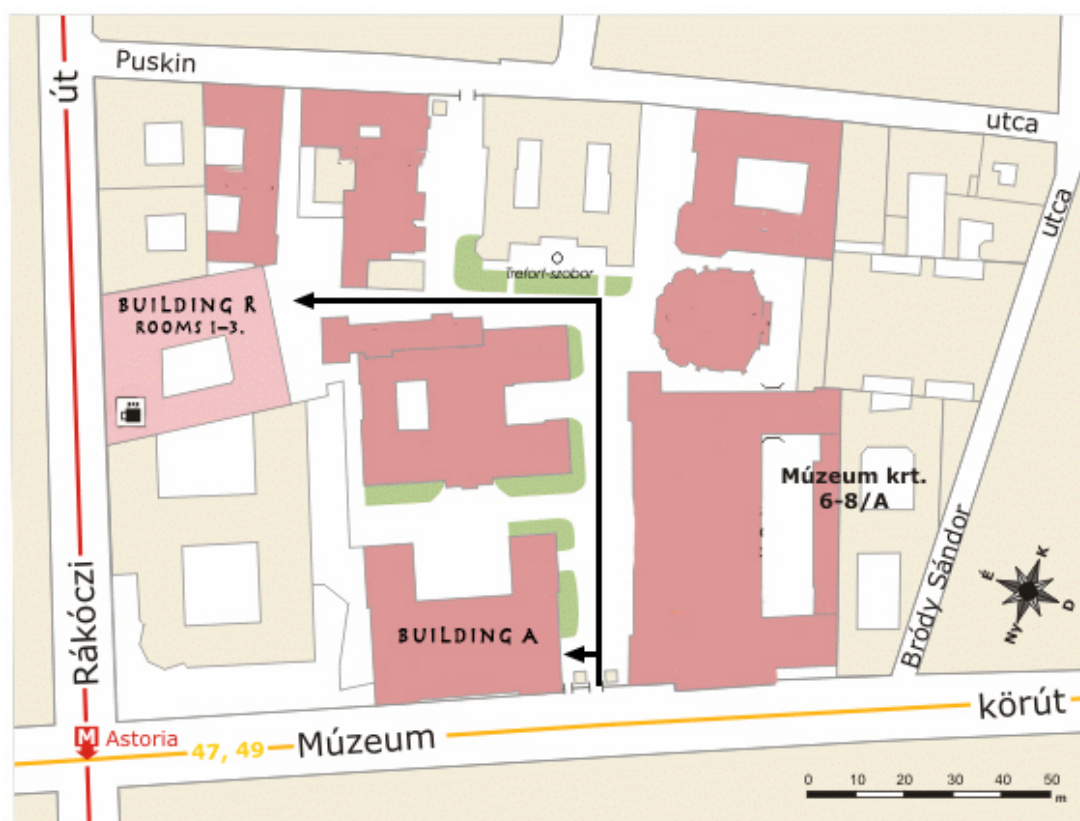 Puskin
utca
út
utca
Trefort-szobor
BUILDING R
ROOMS 1–3.
Múzeum krt.
6-8/A
Rákóczi
Bródy Sándor
É
K
D
Ny
BUILDING A
M Astoria
47, 49
Múzeum
körút
0 10 20 30 40 50
m